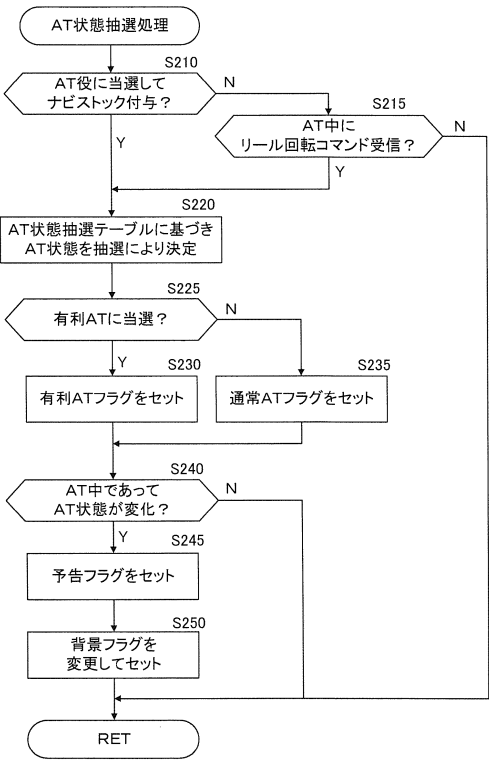 AT状態抽選処理
S210
AT役に当選して
ナビストック付与？
N
S215
AT中に
リール回転コマンド受信？
N
Y
Y
S220
AT状態抽選テーブルに基づき
AT状態を抽選により決定
S225
有利ATに当選？
N
Y
S230
有利ATフラグをセット
S235
通常ATフラグをセット
S240
AT中であって
AT状態が変化？
N
Y
S245
予告フラグをセット
S250
背景フラグを
変更してセット
RET